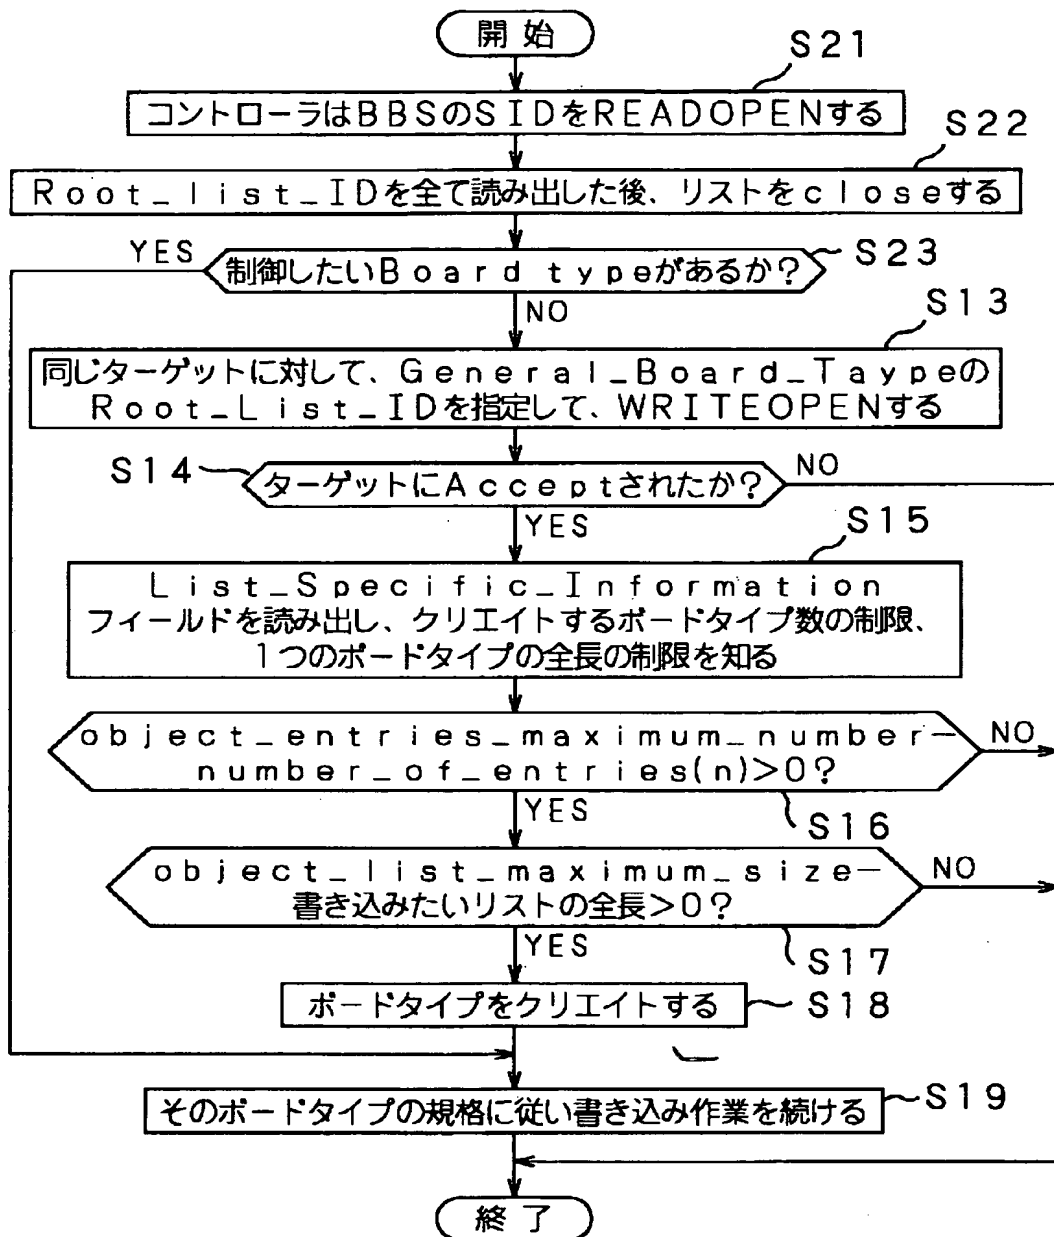 開始
S21
コントローラはBBSのSIDをREADOPENする
S22
Root_list_IDを全て読み出した後、リストをcloseする
YES
制御したいBoard typeがあるか?
S23
NO
S13
同じターゲットに対して、General_Board_Taypeの
Root_List_IDを指定して、WRITEOPENする
S14
ターゲットにAcceptされたか?
NO
YES
S15
List_Specific_Information
フィールドを読み出し、クリエイトするボードタイプ数の制限、
1つのボードタイプの全長の制限を知る
object_entries_maximum_number−
number_of_entries(n)>0?
NO
YES
S16
object_list_maximum_size−
書き込みたいリストの全長>0?
NO
YES
S17
ボードタイプをクリエイトする
S18
そのボードタイプの規格に従い書き込み作業を続ける
S19
終了